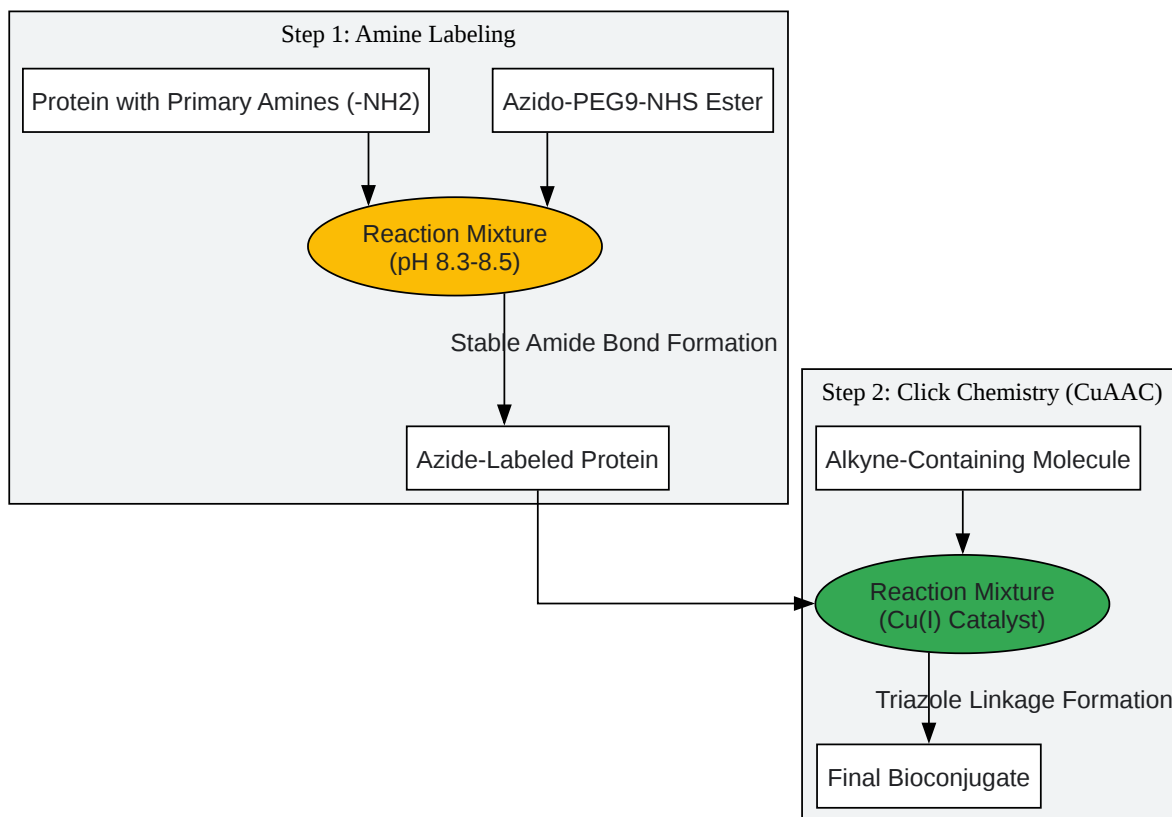 Step 1: Amine Labeling
Protein with Primary Amines (-NH2)
Azido-PEG9-NHS Ester
Reaction Mixture
(pH 8.3-8.5)
Stable Amide Bond Formation
Azide-Labeled Protein
Step 2: Click Chemistry (CuAAC)
Alkyne-Containing Molecule
Reaction Mixture
(Cu(I) Catalyst)
Triazole Linkage Formation
Final Bioconjugate